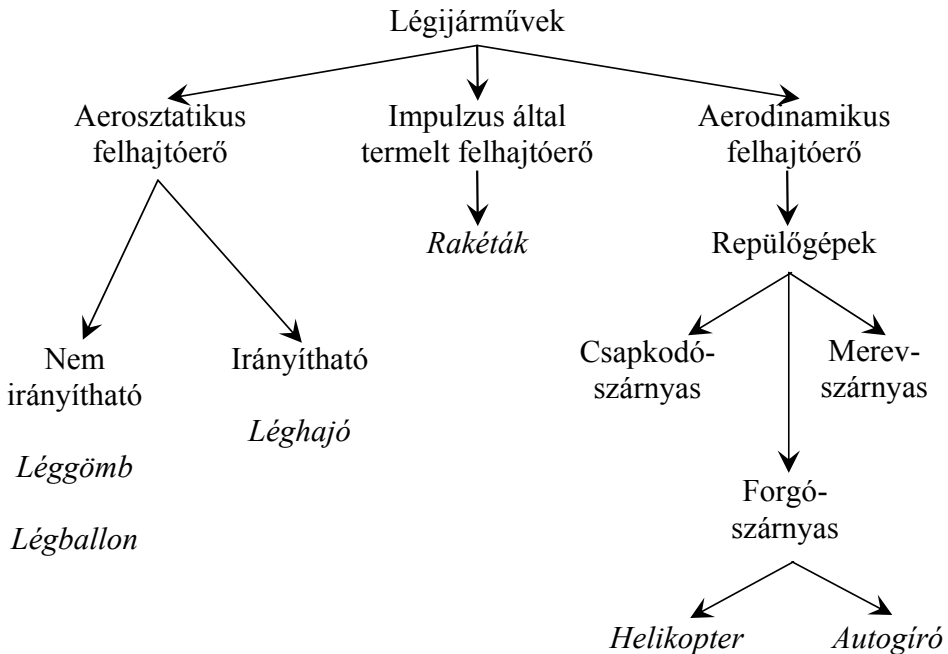 Légijárművek
Aerosztatikus
felhajtóerő
Impulzus által
termelt felhajtóerő
Aerodinamikus
felhajtóerő
Rakéták
Repülőgépek
Nem
irányítható
Irányítható
Csapkodó-
szárnyas
Merev-
szárnyas
Léghajó
Léggömb
Légballon
Forgó-
szárnyas
Helikopter
Autogíró